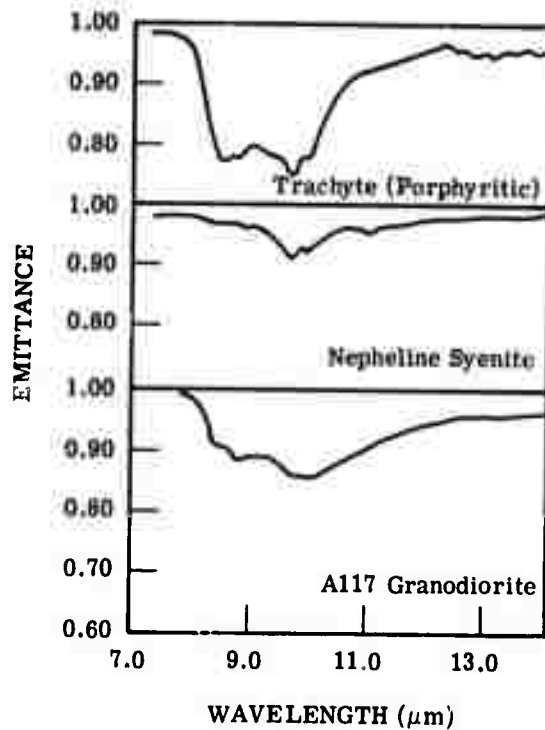 1.00
0.90
0.80
Trachyte (Porphyritic)
1.00
0.90
0.80
Nepheline Syenite
1.00
0.90
0.80
0.70
A117 Granodiorite
0.60
7.0 9.0 11.0 13.0
EMITTANCE
WAVELENGTH (μm)